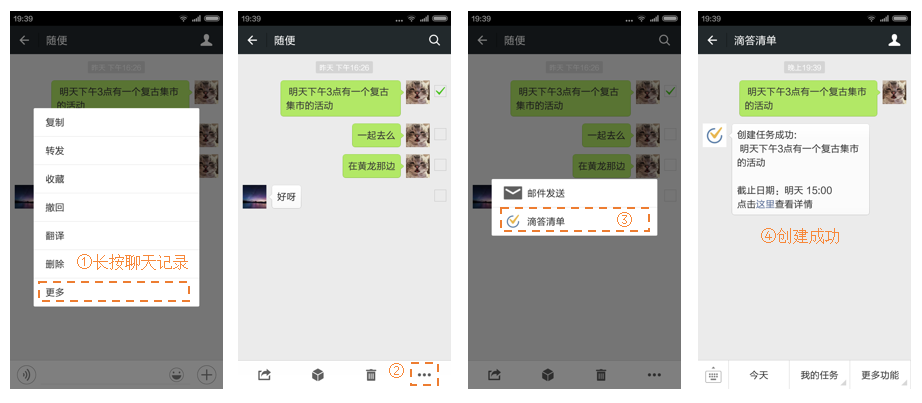 19:39
随便
昨天 下午16:26
明天下午3点有一个复古集市
的活动
复制
转发
收藏
撤回
翻译
删除
①长按聊天记录
更多
19:39
随便
昨天 下午16:26
明天下午3点有一个复古
集市的活动
一起去么
在黄龙那边
好呀
②
19:39
随便
昨天 下午16:26
明天下午3点有一个复古
集市的活动
一起去么
在黄龙那边
邮件发送
滴答清单
③
19:39
滴答清单
晚上19:39
明天下午3点有一个复古集市
的活动
创建任务成功:
明天下午3点有一个复古集市
的活动
截止日期：明天 15:00
点击这里查看详情
④创建成功
今天
我的任务
更多功能